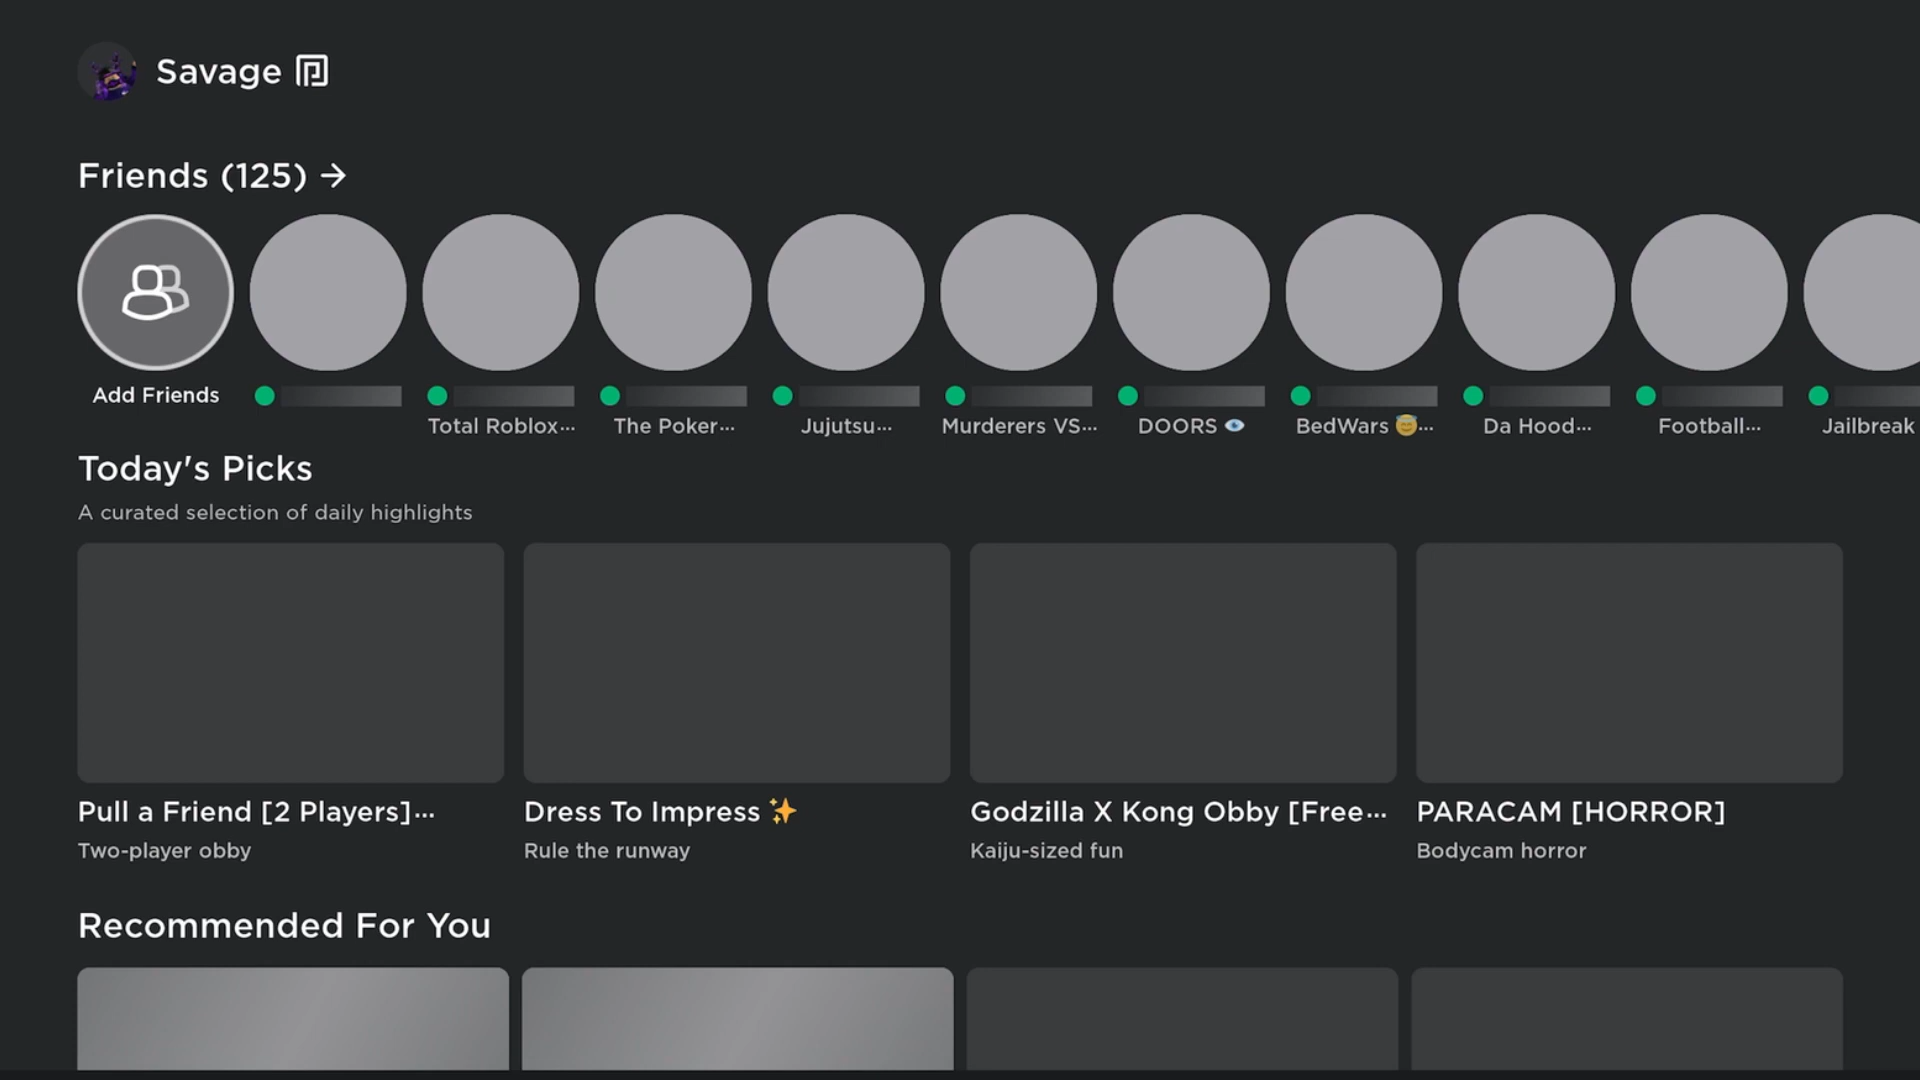 Savage
Friends (125) →
Add Friends
Total Roblox...
The Poker...
Jujutsu...
Murderers VS...
DOORS 👁️
BedWars 😇...
Da Hood...
Football...
Jailbreak
Today's Picks
A curated selection of daily highlights
Pull a Friend [2 Players]...
Dress To Impress ✨
Godzilla X Kong Obby [Free...
PARACAM [HORROR]
Two-player obby
Rule the runway
Kaiju-sized fun
Bodycam horror
Recommended For You